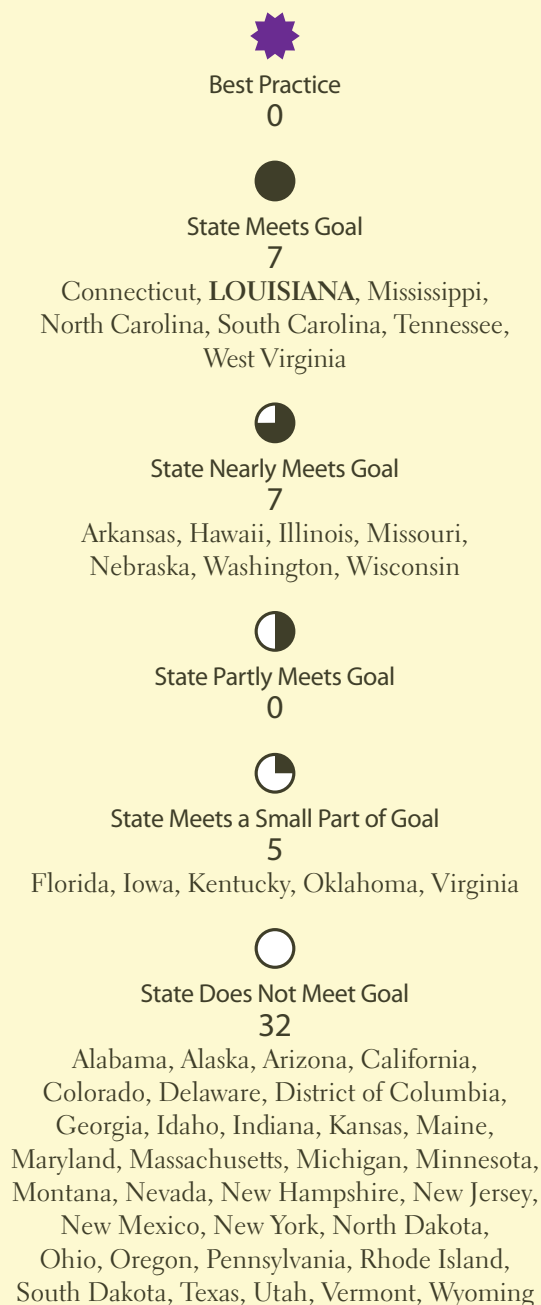 Best Practice
0
State Meets Goal
7
Connecticut, LOUISIANA, Mississippi,
North Carolina, South Carolina, Tennessee,
West Virginia
State Nearly Meets Goal
7
Arkansas, Hawaii, Illinois, Missouri,
Nebraska, Washington, Wisconsin
State Partly Meets Goal
0
State Meets a Small Part of Goal
5
Florida, Iowa, Kentucky, Oklahoma, Virginia
State Does Not Meet Goal
32
Alabama, Alaska, Arizona, California,
Colorado, Delaware, District of Columbia,
Georgia, Idaho, Indiana, Kansas, Maine,
Maryland, Massachusetts, Michigan, Minnesota,
Montana, Nevada, New Hampshire, New Jersey,
New Mexico, New York, North Dakota,
Ohio, Oregon, Pennsylvania, Rhode Island,
South Dakota, Texas, Utah, Vermont, Wyoming